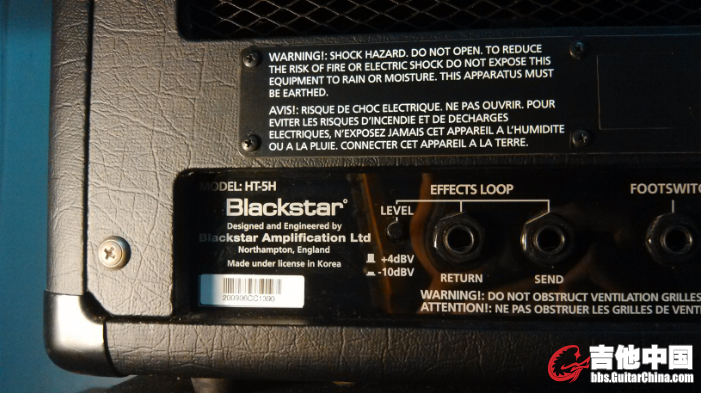 WARNING!: SHOCK HAZARD. DO NOT OPEN. TO REDUCE
THE RISK OF FIRE OR ELECTRIC SHOCK DO NOT EXPOSE THIS
EQUIPMENT TO RAIN OR MOISTURE. THIS APPARATUS MUST
BE EARTHED.
AVIS!: RISQUE DE CHOC ELECTRIQUE. NE PAS OUVRIR. POUR
EVITER LES RISQUES D'INCENDIE ET DE DECHARGES
ELECTRIQUES, N'EXPOSEZ JAMAIS CET APPAREIL A L'HUMIDITE
OU A LA PLUIE. CONNECTER CET APPAREIL A LA TERRE.
MODEL: HT-5H
Blackstar®
Designed and Engineered by
Blackstar Amplification Ltd
Northampton, England
Made under license in Korea
LEVEL
+4dBV
-10dBV
EFFECTS LOOP
RETURN
SEND
FOOTSWITC
WARNING!: DO NOT OBSTRUCT VENTILATION GRILLES
ATTENTION!: NE PAS OBSTRUER LES GRILLES DE VENT
吉他中国
bbs.GuitarChina.com